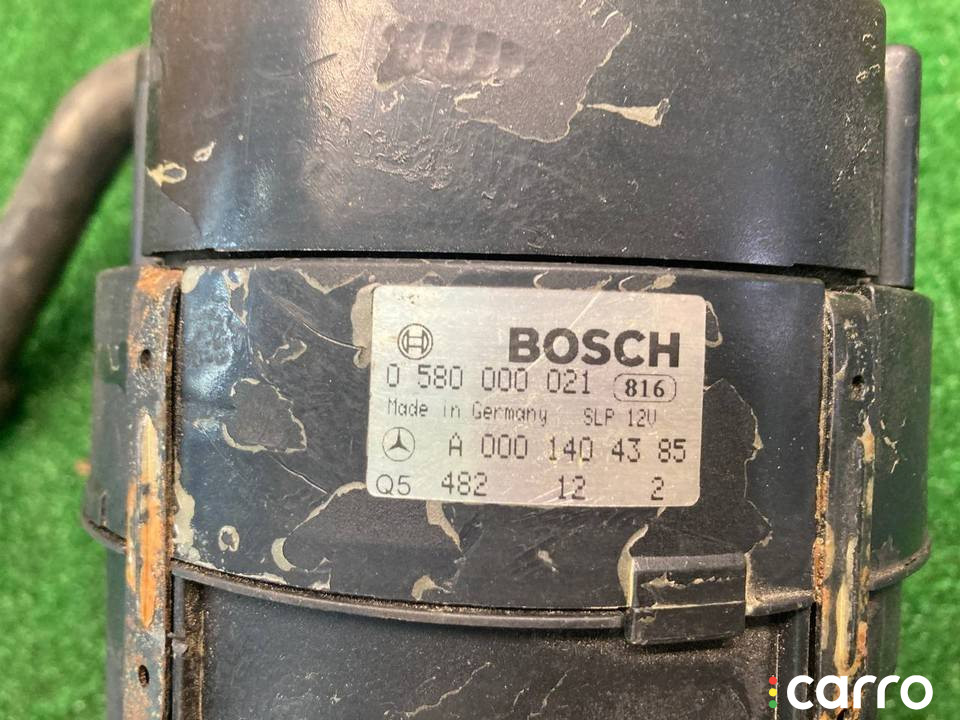 BOSCH
0 580 000 021 816
Made in Germany SLP 12V
A 000 140 43 85
Q5 482 12 2
carro